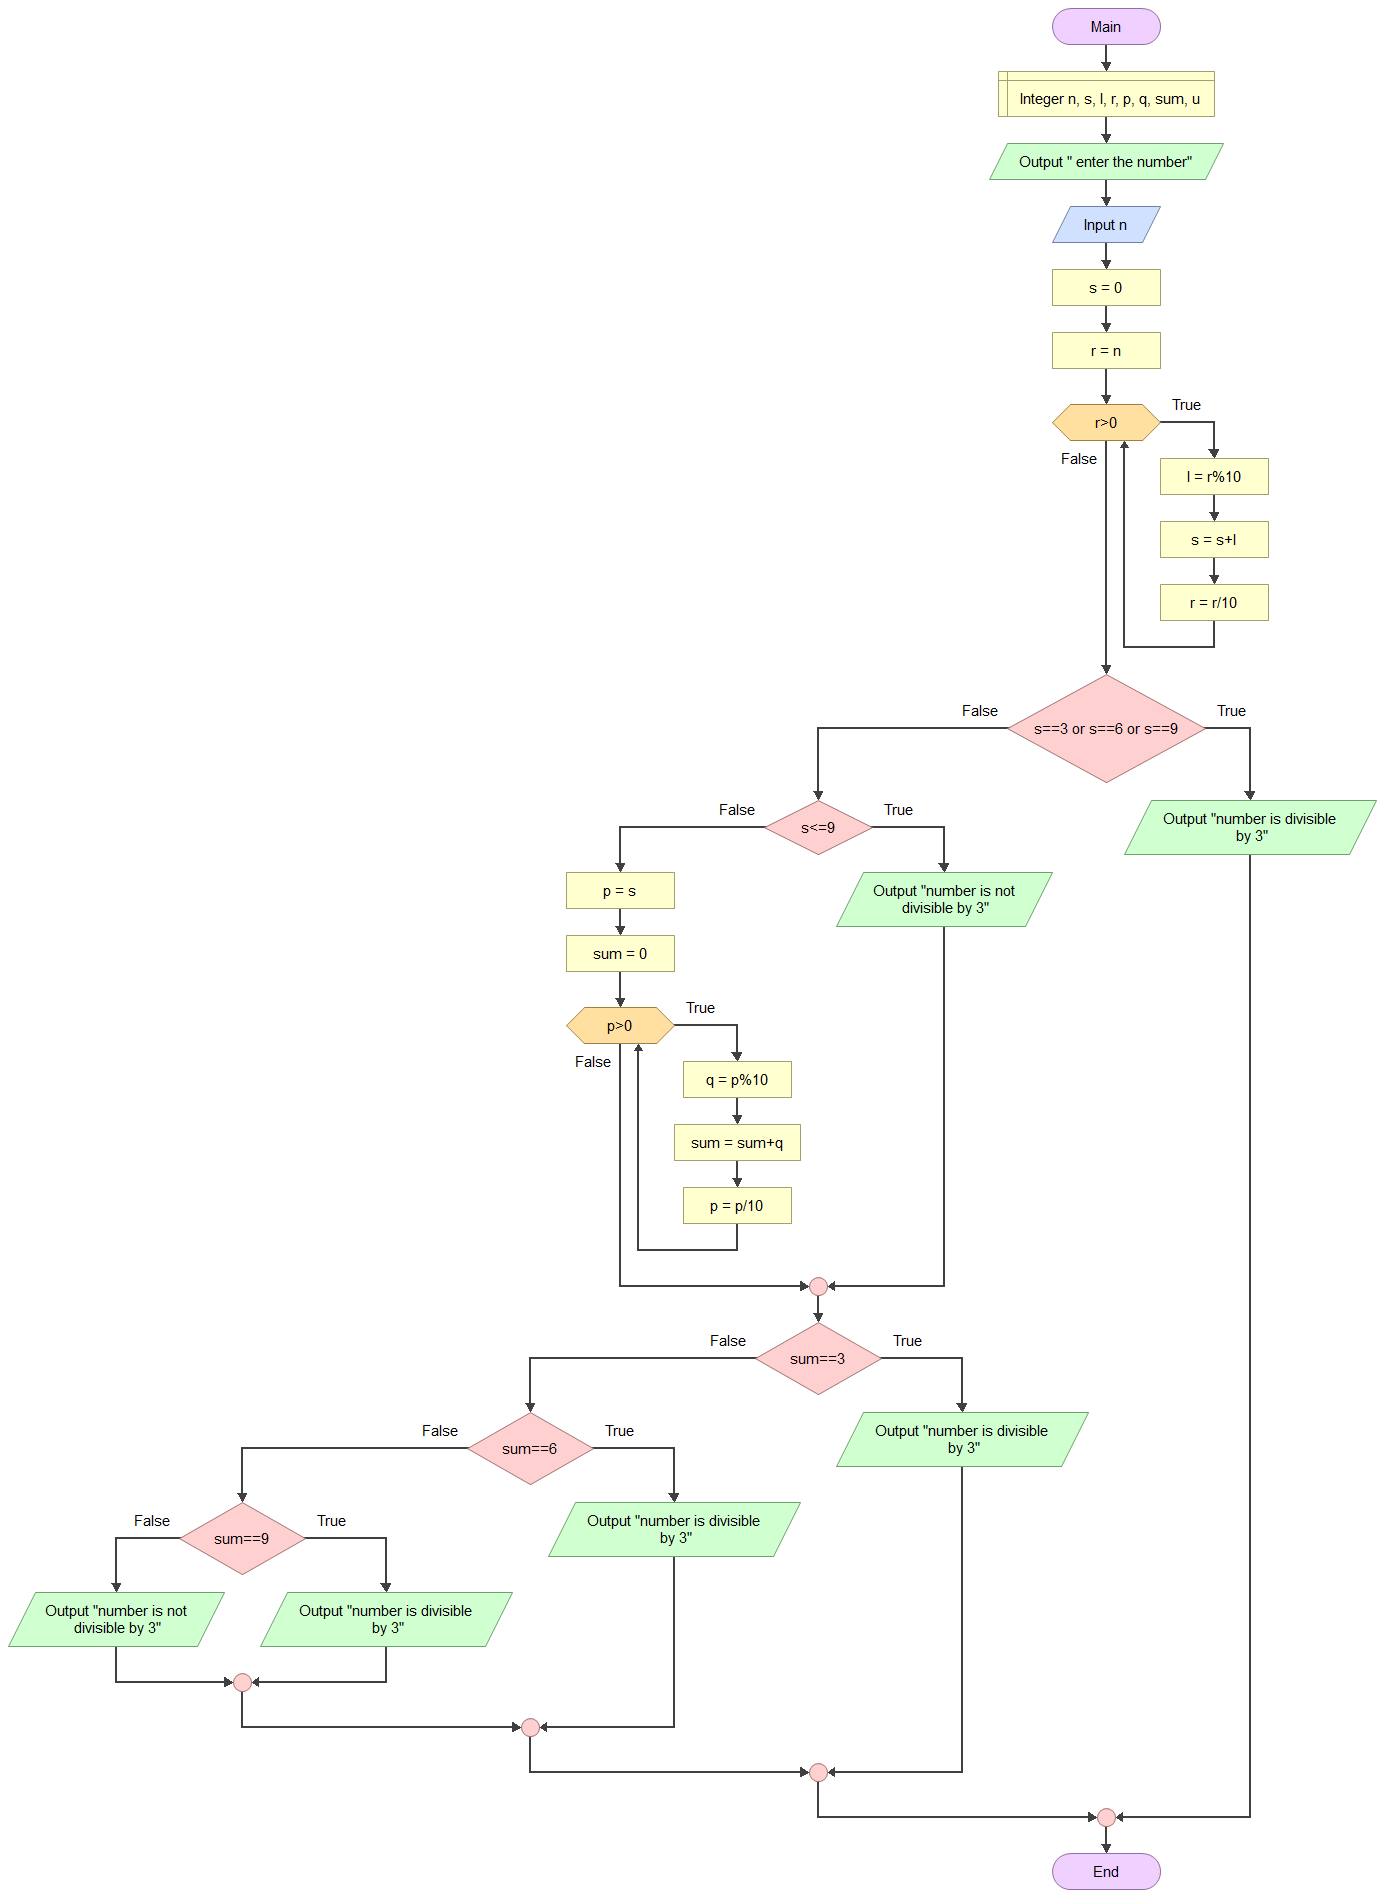 Main
Integer n, s, l, r, p, q, sum, u
Output " enter the number"
Input n
s = 0
r = n
r>0
True
False
l = r%10
s = s+l
r = r/10
s==3 or s==6 or s==9
False
True
Output "number is divisible
by 3"
s<=9
False
True
Output "number is not
divisible by 3"
p = s
sum = 0
p>0
True
False
q = p%10
sum = sum+q
p = p/10
sum==3
False
True
Output "number is divisible
by 3"
sum==6
False
True
Output "number is divisible
by 3"
sum==9
False
True
Output "number is not
divisible by 3"
Output "number is divisible
by 3"
End